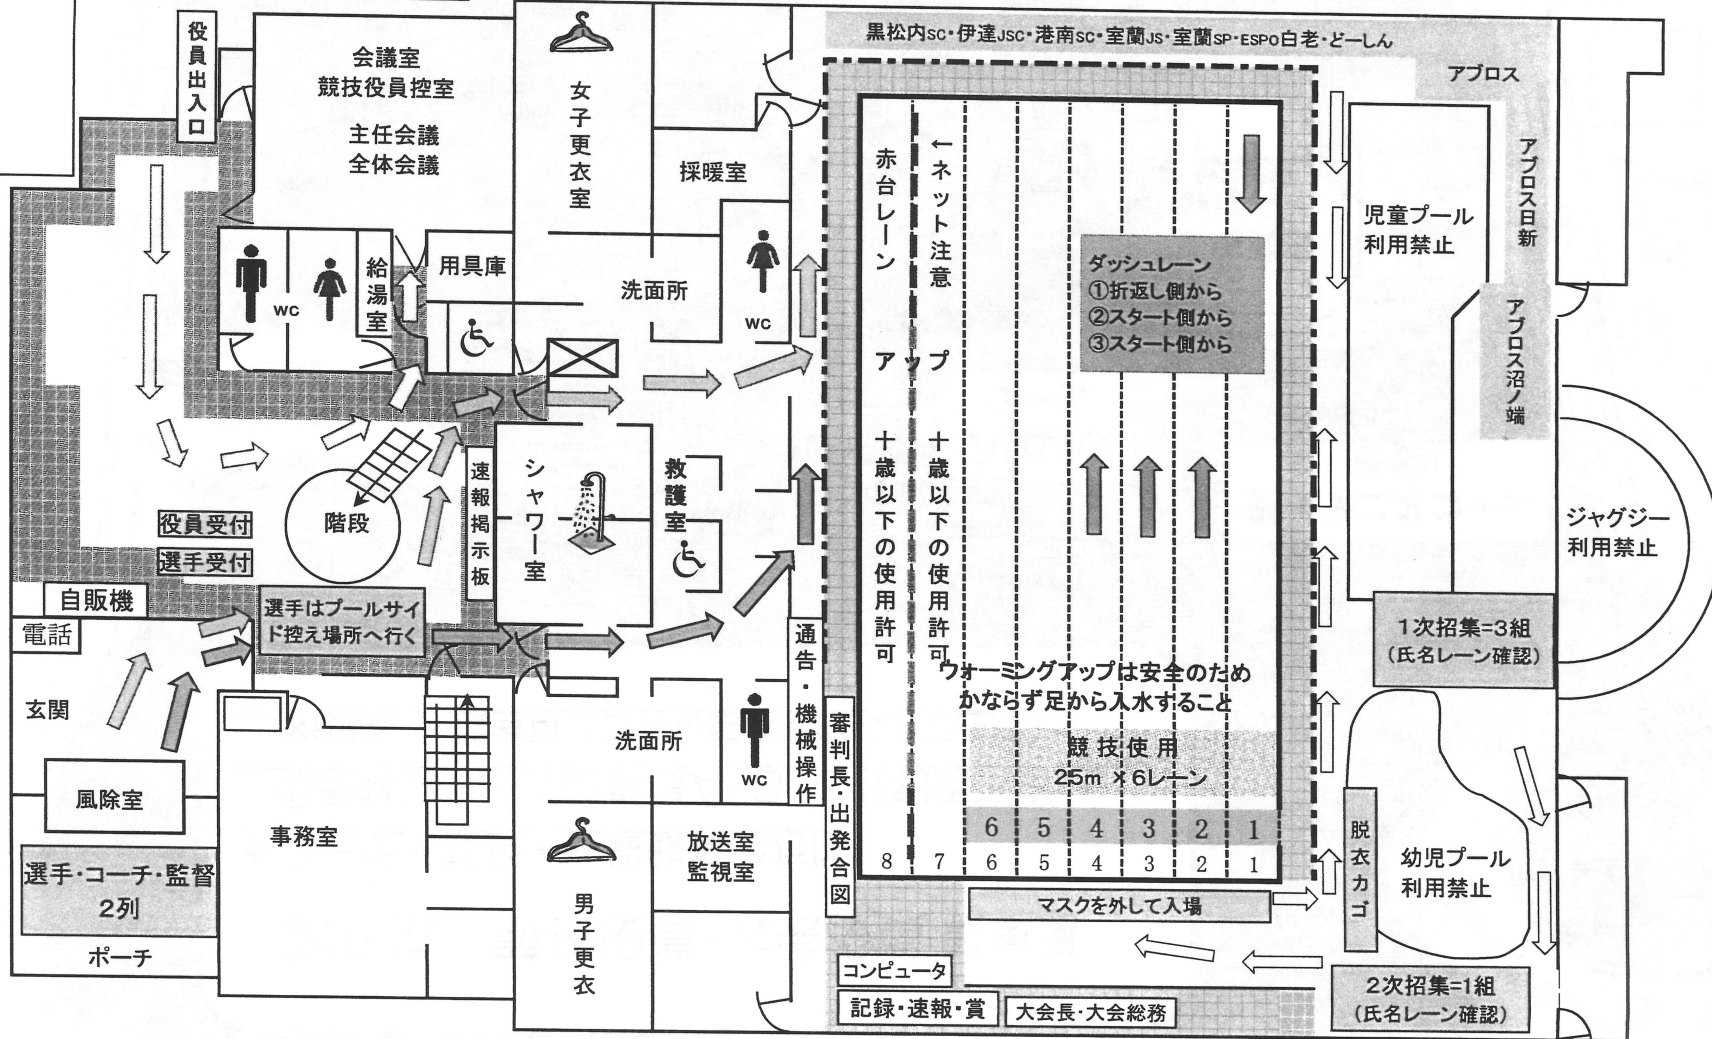 役員出入口
会議室
競技役員控室
主任会議
全体会議
女子更衣室
採暖室
給湯室
用具庫
洗面所
WC
WC
黒松内SC・伊達JSC・港南SC・室蘭JS・室蘭SP・ESPO白老・どーしん
アブロス
アブロス日新
アブロス沼ノ端
児童プール
利用禁止
赤台レーン
←ネット注意
アップ
十歳以下の使用許可
十歳以下の使用許可
ダッシュレーン
①折返し側から
②スタート側から
③スタート側から
階段
速報掲示板
シャワー室
救護室
役員受付
選手受付
自販機
電話
選手はプールサイ
ド控え場所へ行く
玄関
風除室
選手・コーチ・監督
2列
ポーチ
事務室
洗面所
WC
男子更衣
放送室
監視室
通告・機械操作
審判長・出発合図
ウォーミングアップは安全のため
かならず足から入水すること
競技使用
25m×6レーン
6 5 4 3 2 1
8 7 6 5 4 3 2 1
マスクを外して入場
ジャグジー
利用禁止
1次招集=3組
(氏名レーン確認)
脱衣カゴ
幼児プール
利用禁止
2次招集=1組
(氏名レーン確認)
コンピュータ
記録・速報・賞
大会長・大会総務